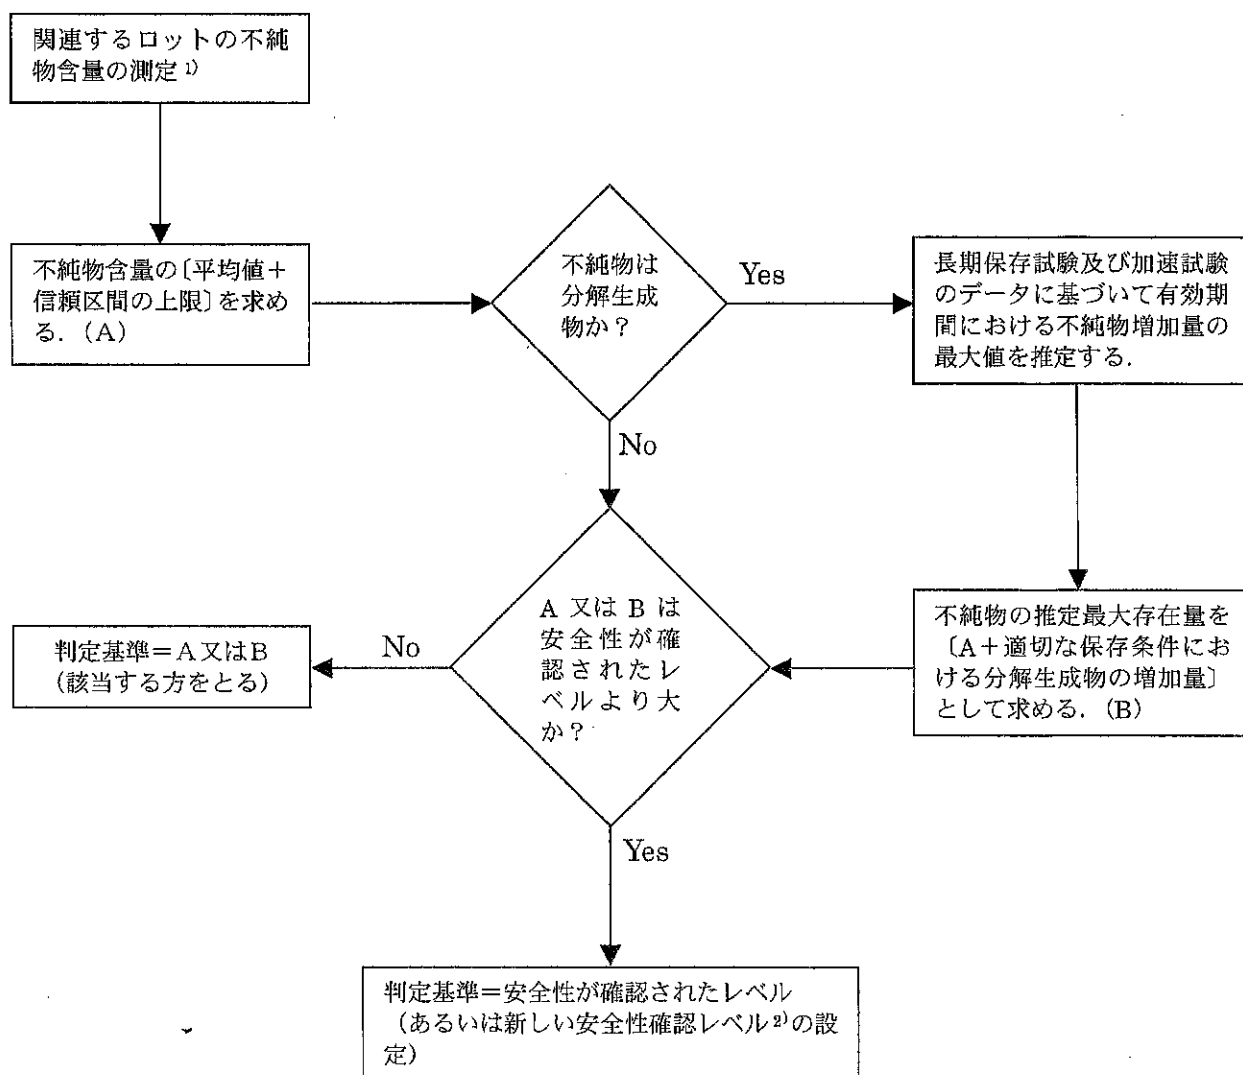 関連するロットの不純
物含量の測定 1)
不純物含量の〔平均値＋
信頼区間の上限〕を求め
る．（A）
不純物は
分解生成
物か？
Yes
長期保存試験及び加速試験
のデータに基づいて有効期
間における不純物増加量の
最大値を推定する．
No
A 又は B は
安全性が確
認されたレ
ベルより大
か？
不純物の推定最大存在量を
〔A＋適切な保存条件にお
ける分解生成物の増加量〕
として求める．（B）
No
判定基準＝A又はB
（該当する方をとる）
Yes
判定基準＝安全性が確認されたレベル
（あるいは新しい安全性確認レベル 2)の設
定）